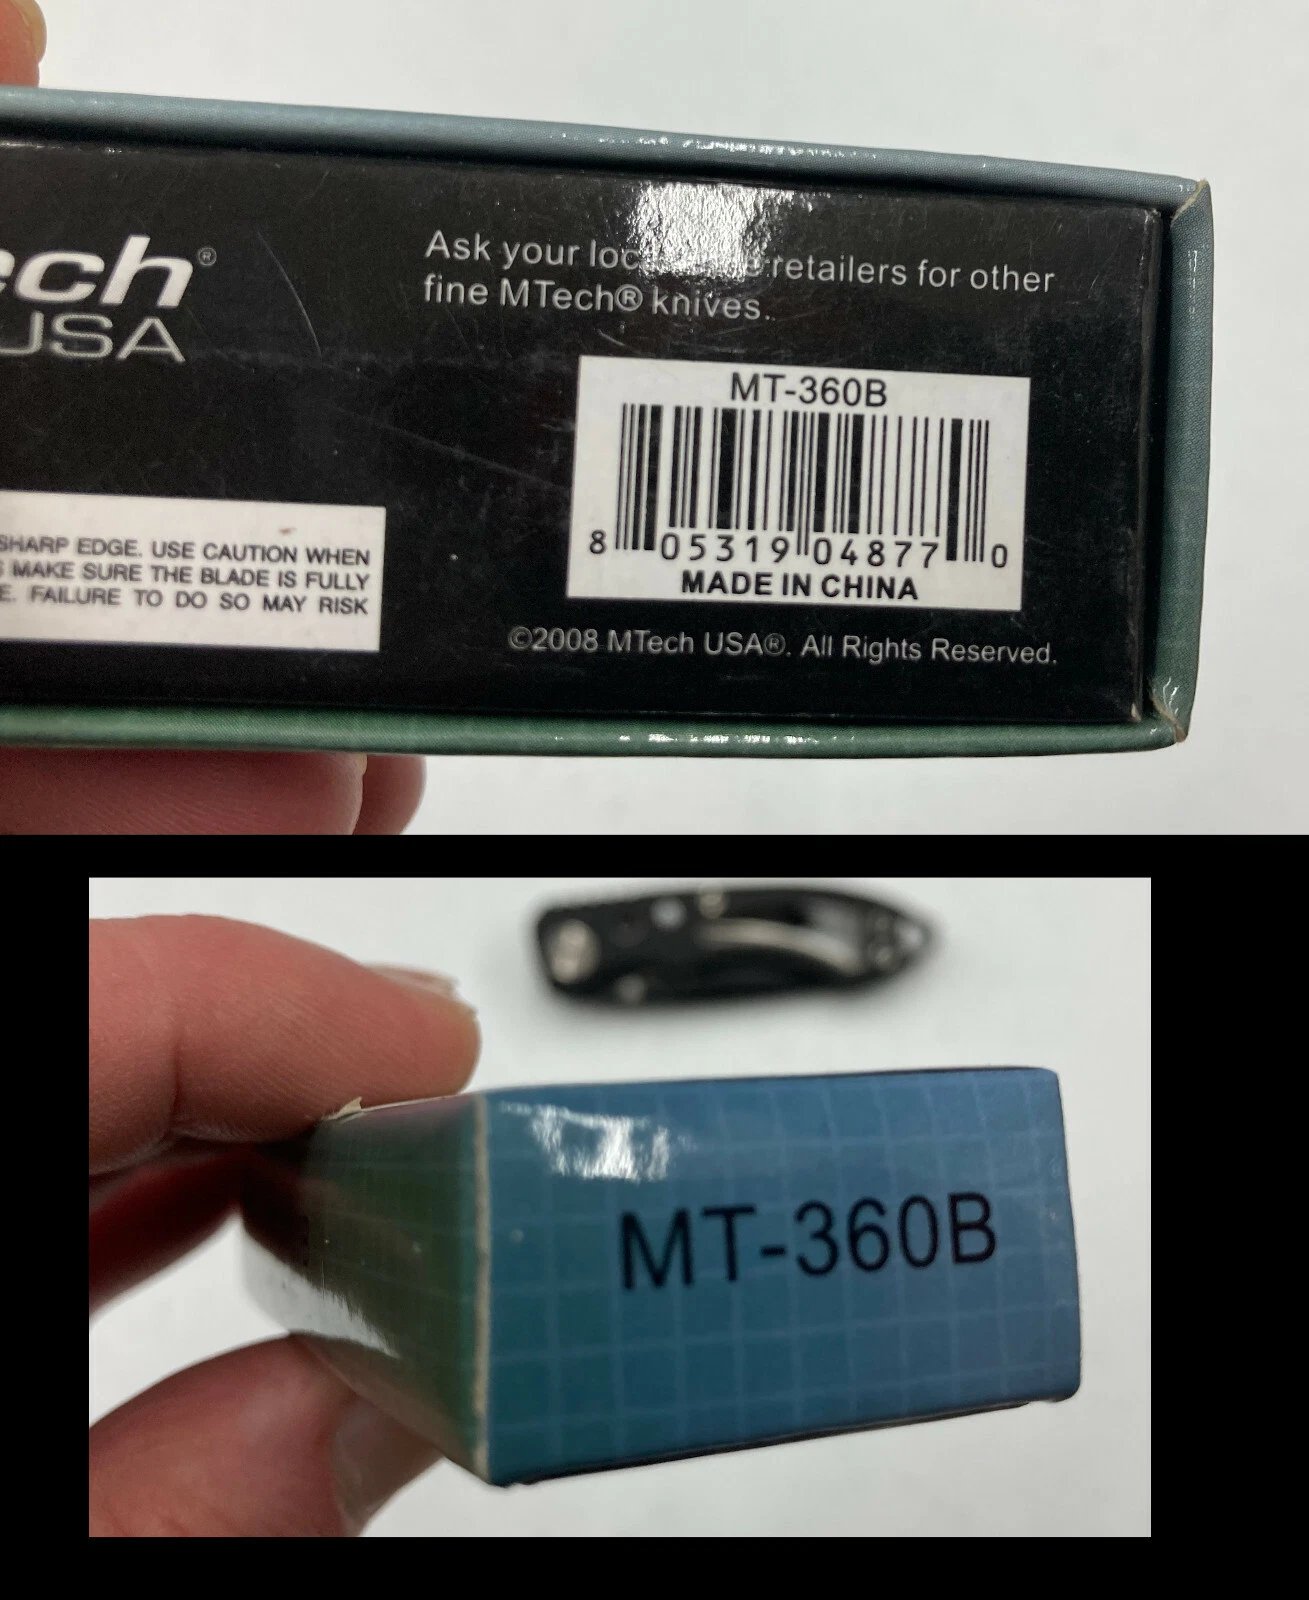 ech®
USA
Ask your retailers for other
fine MTech® knives.
MT-360B
8 05319 04877 0
MADE IN CHINA
SHARP EDGE. USE CAUTION WHEN
MAKE SURE THE BLADE IS FULLY
E. FAILURE TO DO SO MAY RISK
©2008 MTech USA®. All Rights Reserved.
MT-360B